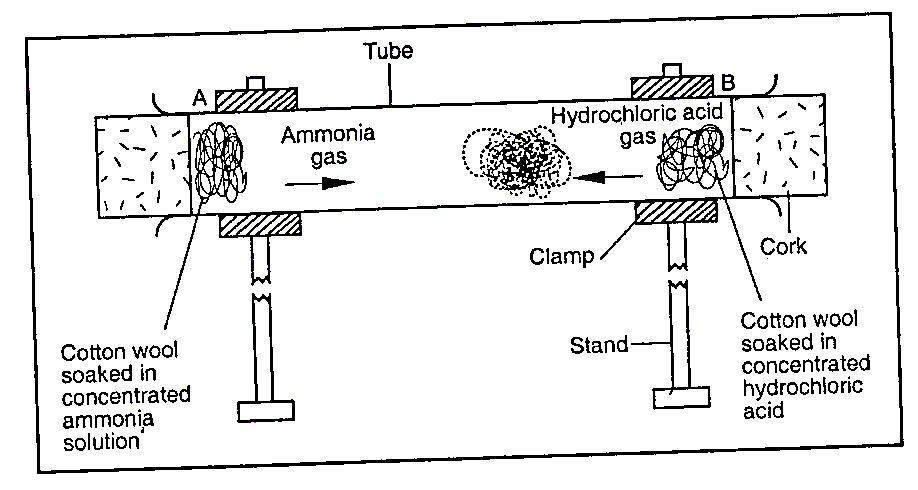 Tube
A
B
Ammonia
gas
Hydrochloric acid
gas
Clamp
Cork
Stand
Cotton wool
soaked in
concentrated
ammonia
solution
Cotton wool
soaked in
concentrated
hydrochloric
acid